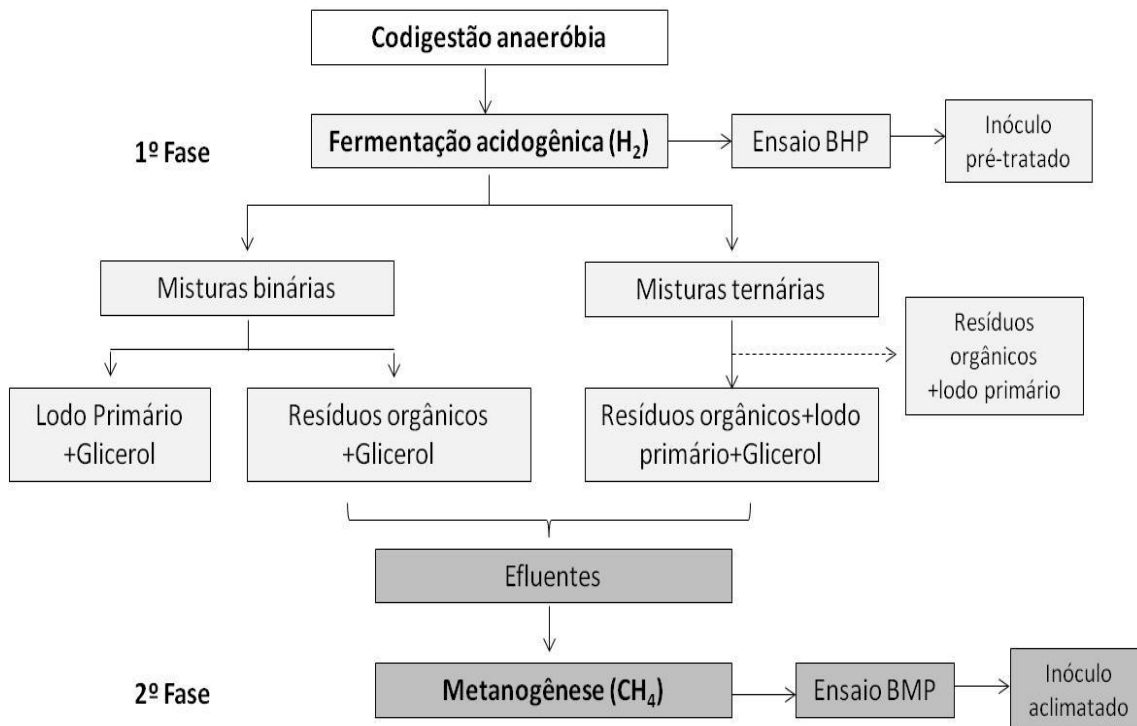 Codigestão anaeróbia
1º Fase
Fermentação acidogênica (H₂)
Ensaio BHP
Inóculo
pré-tratado
Misturas binárias
Misturas ternárias
Resíduos
orgânicos
+lodo primário
Lodo Primário
+Glicerol
Resíduos orgânicos
+Glicerol
Resíduos orgânicos+lodo
primário+Glicerol
Efluentes
2º Fase
Metanogênese (CH₄)
Ensaio BMP
Inóculo
aclimatado